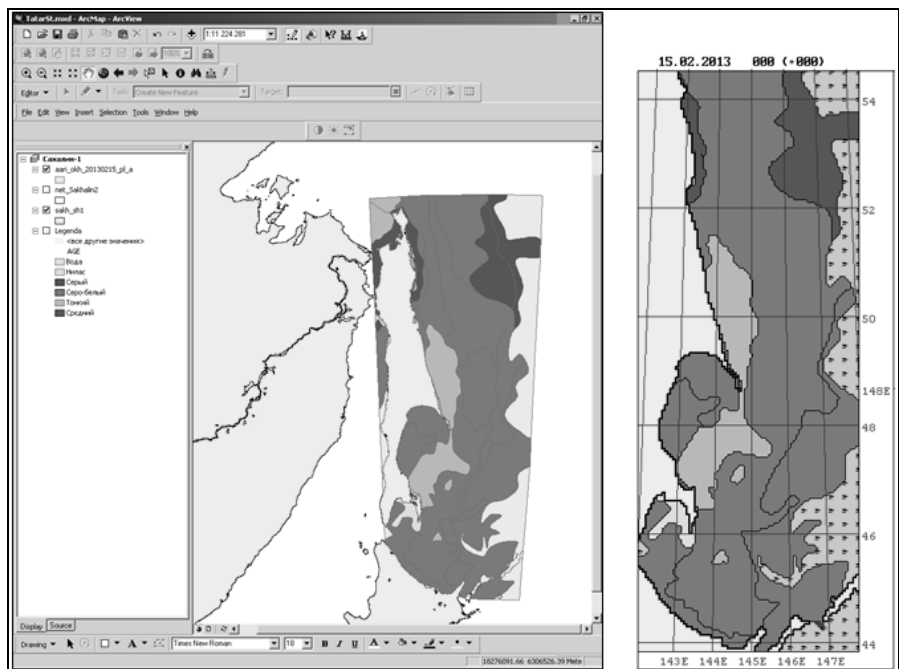 TatarSt.mxd - ArcMap - ArcView
1:11 224 281
100%
Editor Task: Create New Feature Target:
File Edit View Insert Selection Tools Window Help
Сахалин-1
aari_okh_20130215_pl_a
net_Sakhalin2
sakh_sh1
Legenda
<все другие значения>
AGE
Вода
Нилас
Серый
Серо-белый
Тонкий
Средний
Display Source
Drawing A Times New Roman 10 B I U A
18276091.66 6306526.39 Mete
15.02.2013 000 (+000)
54
52
50
148E
48
46
44
143E 144E 145E 146E 147E